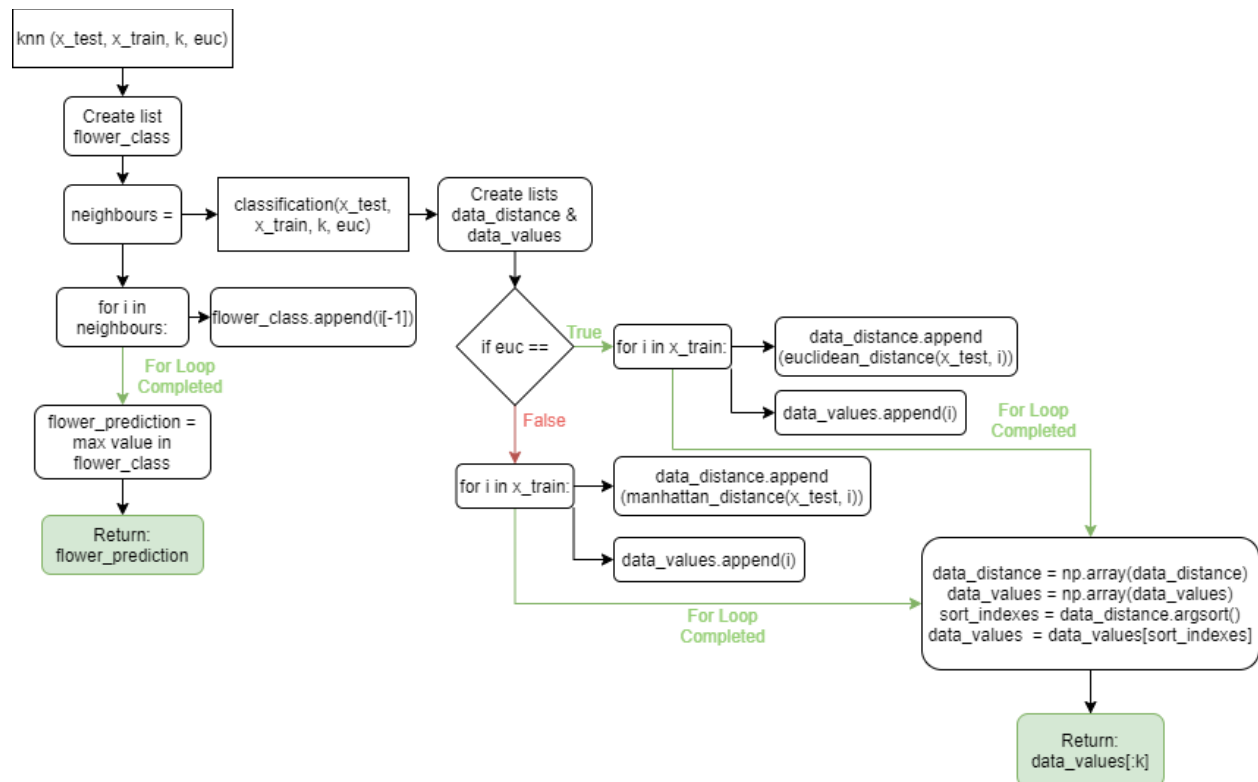 knn (x_test, x_train, k, euc)
Create list
flower_class
neighbours =
classification(x_test,
x_train, k, euc)
Create lists
data_distance &
data_values
for i in
neighbours:
flower_class.append(i[-1])
For Loop
Completed
flower_prediction =
max value in
flower_class
Return:
flower_prediction
if euc ==
True
for i in x_train:
data_distance.append
(euclidean_distance(x_test, i))
data_values.append(i)
For Loop
Completed
False
for i in x_train:
data_distance.append
(manhattan_distance(x_test, i))
data_values.append(i)
For Loop
Completed
data_distance = np.array(data_distance)
data_values = np.array(data_values)
sort_indexes = data_distance.argsort()
data_values = data_values[sort_indexes]
Return:
data_values[:k]